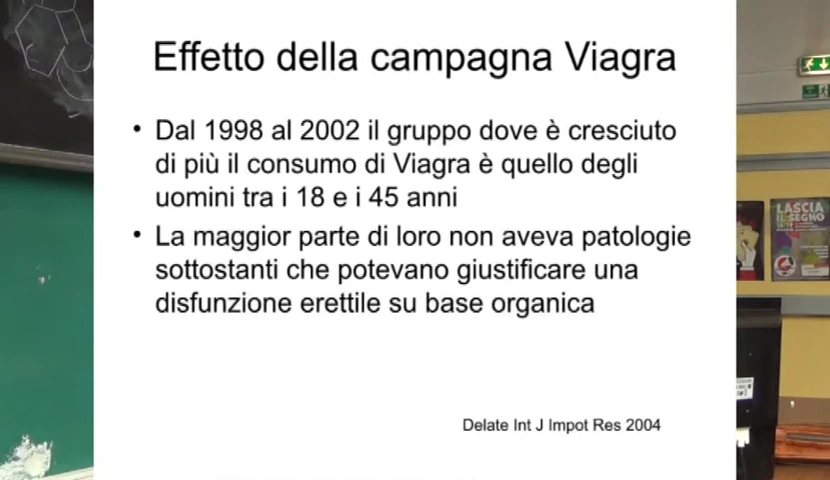 Effetto della campagna Viagra
• Dal 1998 al 2002 il gruppo dove è cresciuto
di più il consumo di Viagra è quello degli
uomini tra i 18 e i 45 anni
• La maggior parte di loro non aveva patologie
sottostanti che potevano giustificare una
disfunzione erettile su base organica
Delate Int J Impot Res 2004
LASCIA
IL SEGNO